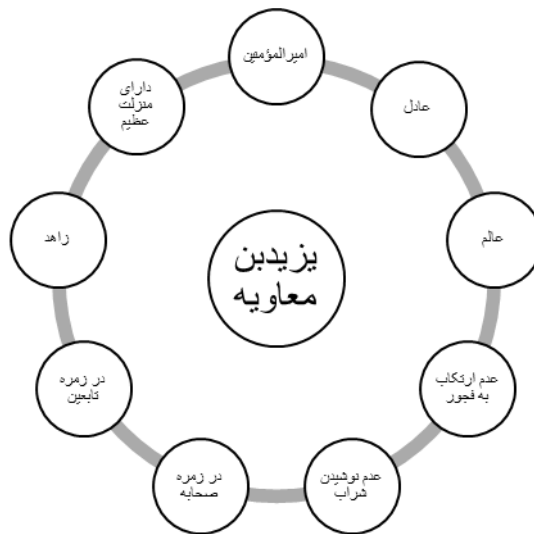 امیرالمؤمنین
عادل
عالم
عدم ارتکاب
به فجور
عدم نوشیدن
شراب
در زمره
صحابه
در زمره
تابعین
زاهد
دارای
منزلت
عظیم
یزیدبن
معاویه